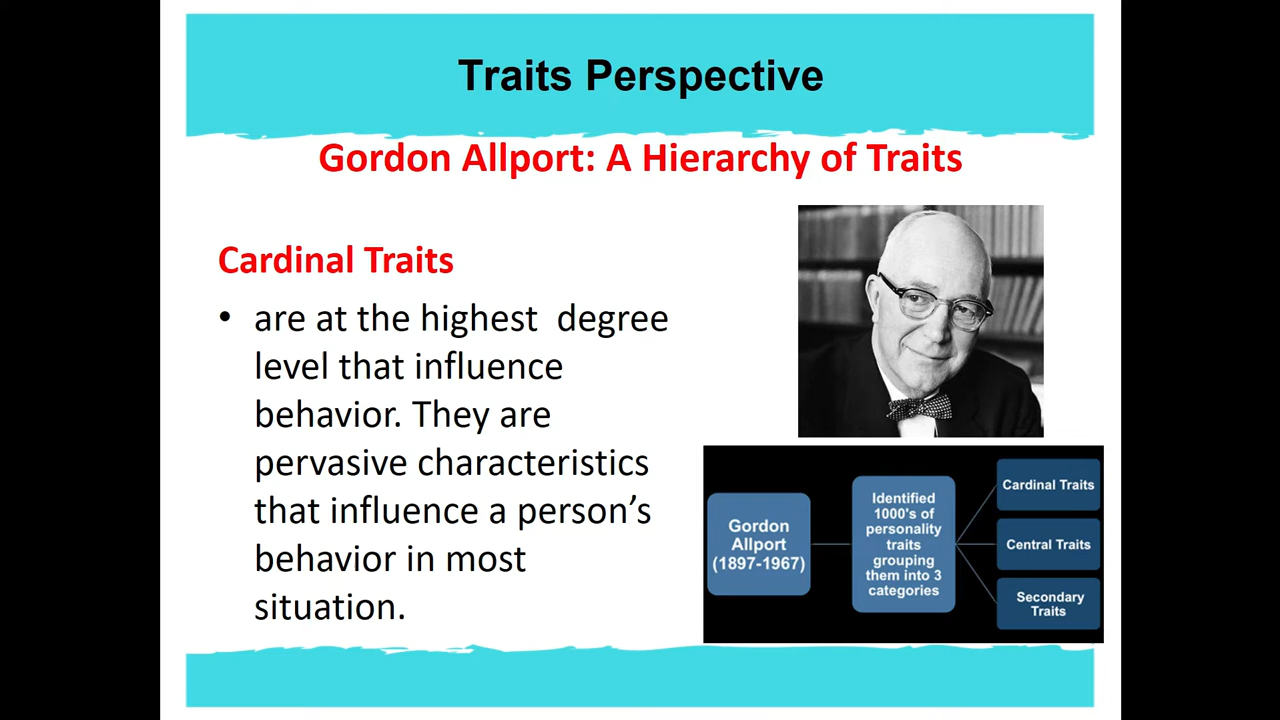 Traits Perspective
Gordon Allport: A Hierarchy of Traits
Cardinal Traits
• are at the highest  degree
level that influence
behavior. They are
pervasive characteristics
that influence a person’s
behavior in most
situation.
Gordon
Allport
(1897-1967)
Identified
1000's of
personality
traits
grouping
them into 3
categories
Cardinal Traits
Central Traits
Secondary
Traits